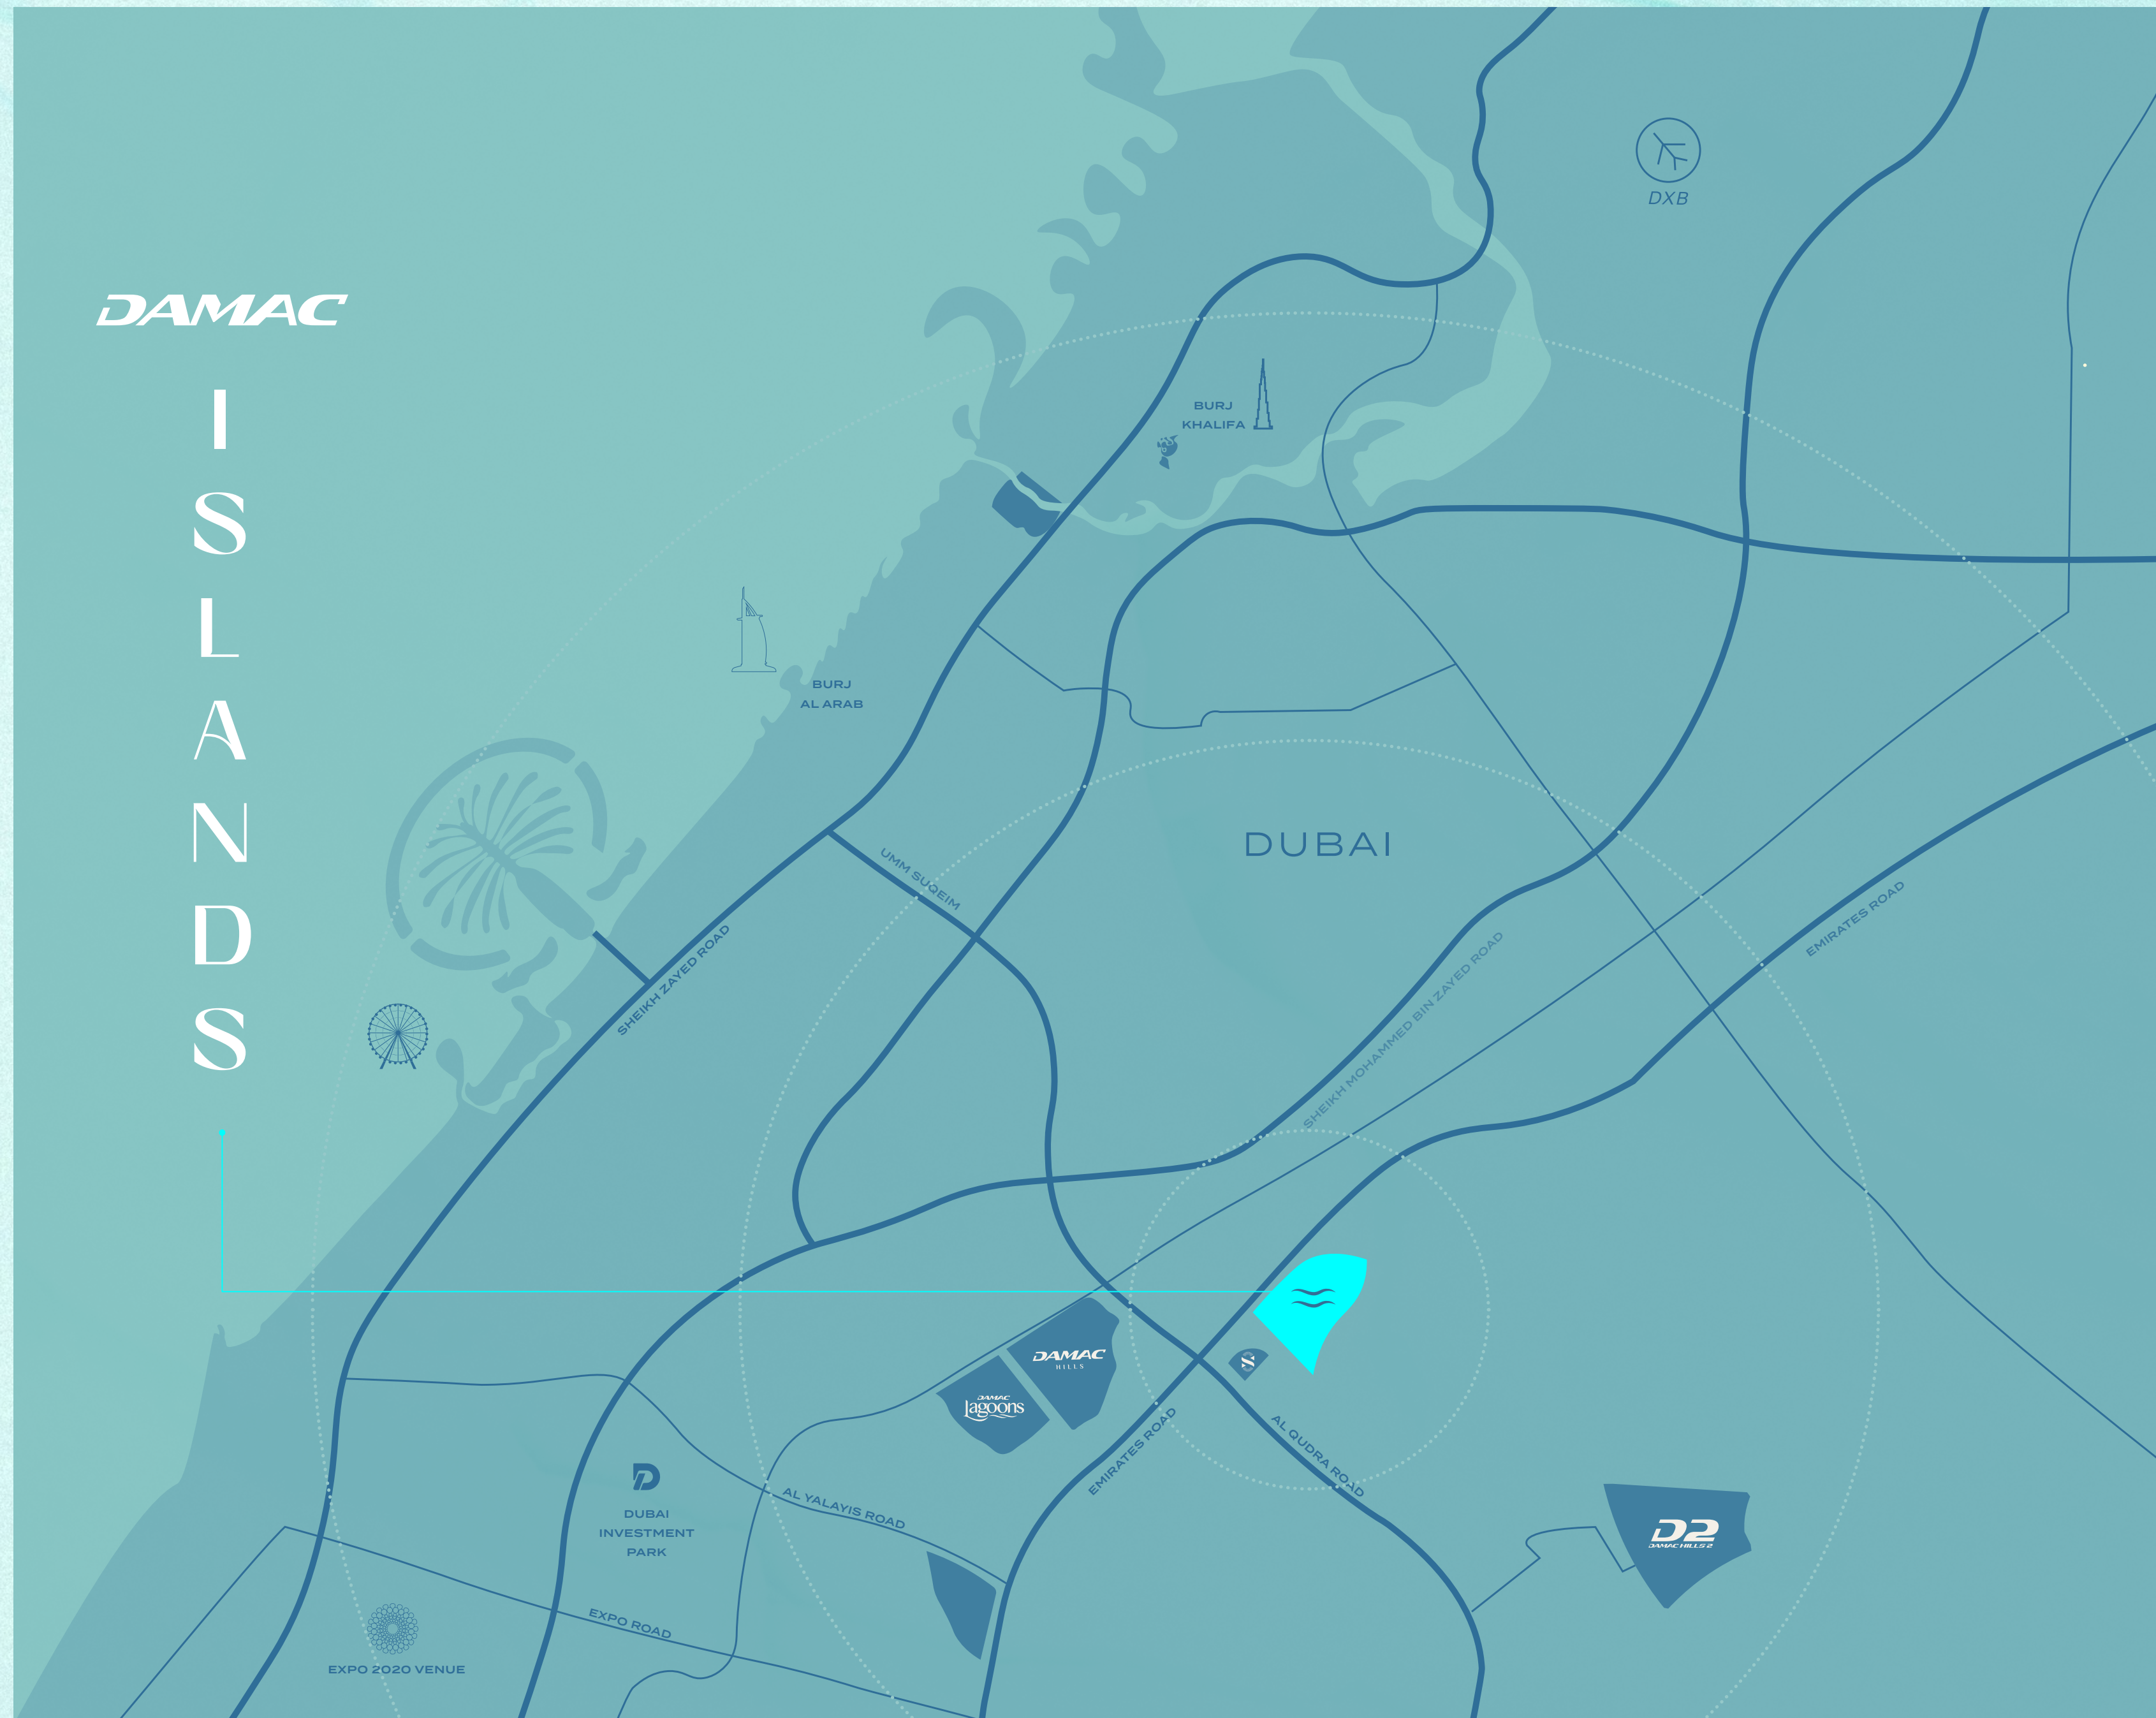 DAMAC
ISLANDS
DXB
BURJ
KHALIFA
BURJ
AL ARAB
DUBAI
UMM SUQEIM
SHEIKH ZAYED ROAD
SHEIKH MOHAMMED BIN ZAYED ROAD
EMIRATES ROAD
DAMAC
HILLS
DAMAC
lagoons
S
EMIRATES ROAD
AL QUDRA ROAD
D
DUBAI
INVESTMENT
PARK
AL YALAYIS ROAD
D2
DAMAC HILLS 2
EXPO ROAD
EXPO 2020 VENUE